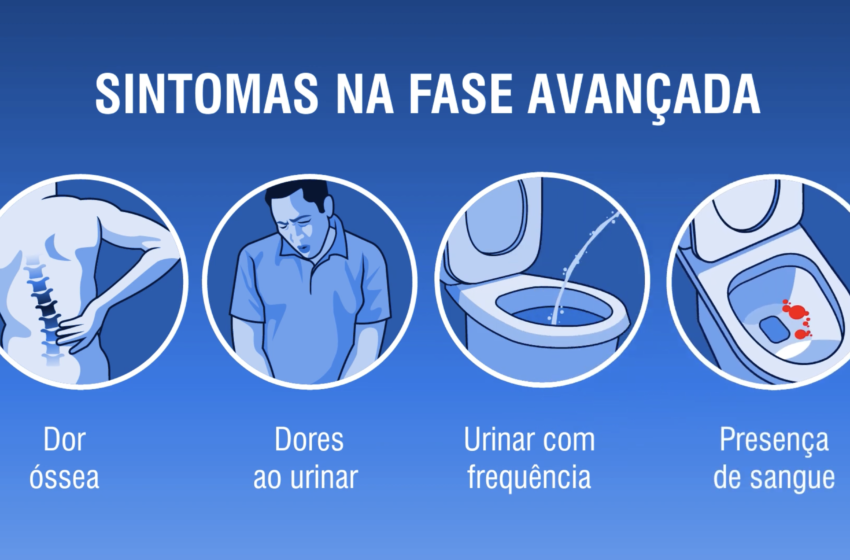 SINTOMAS NA FASE AVANÇADA
Dor
óssea
Dores
ao urinar
Urinar com
frequência
Presença
de sangue